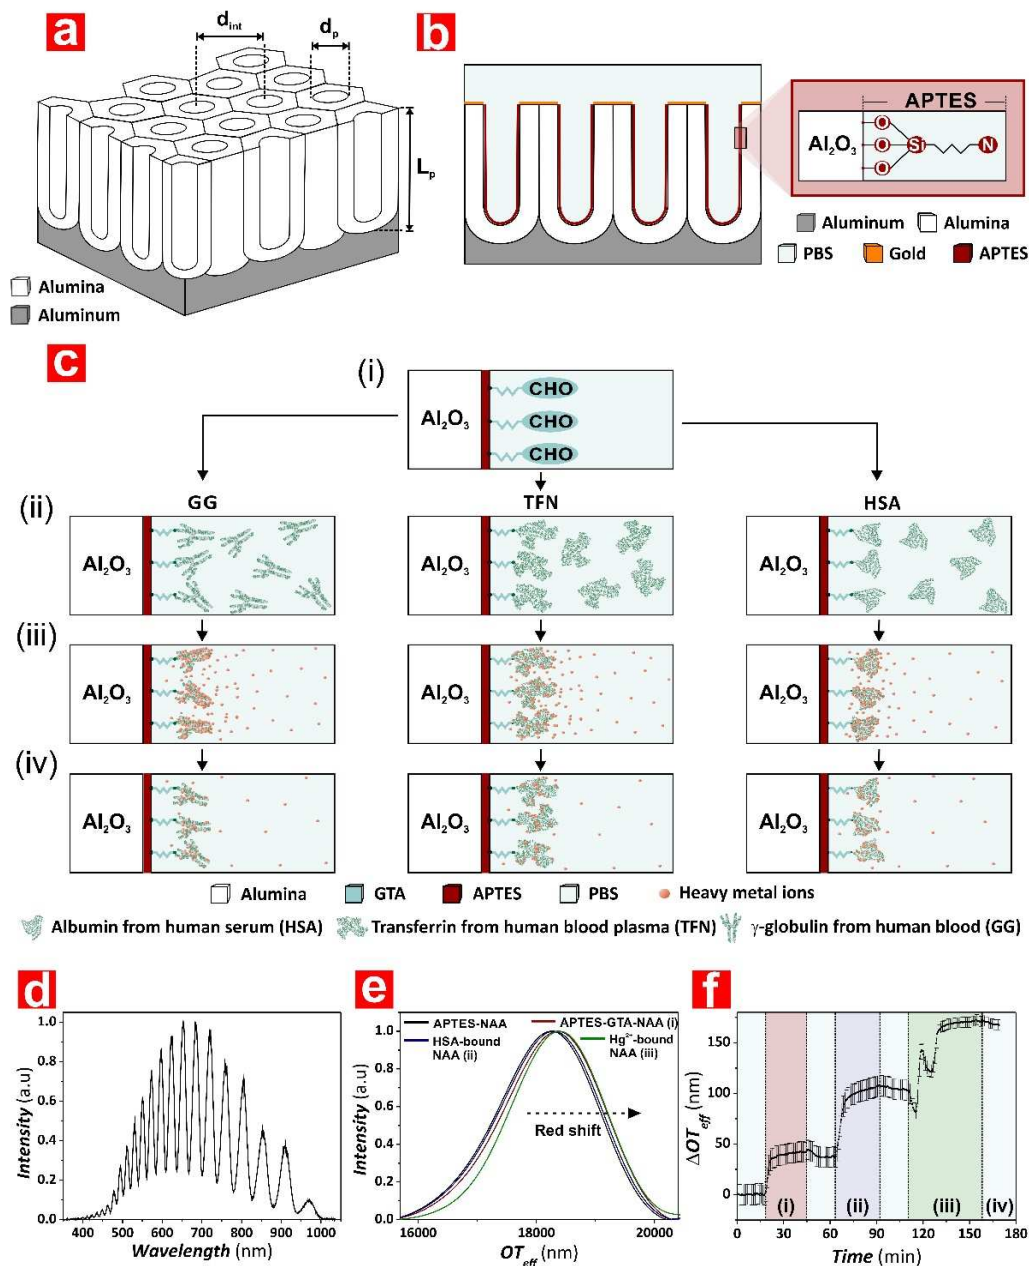 a
d_int
d_p
L_p
Alumina
Aluminum
b
APTES
Al2O3
O
O
Si
N
O
Aluminum
Alumina
PBS
Gold
APTES
c
(i)
Al2O3
CHO
CHO
CHO
GG
TFN
HSA
(ii)
Al2O3
Al2O3
Al2O3
(iii)
Al2O3
Al2O3
Al2O3
(iv)
Al2O3
Al2O3
Al2O3
Alumina
GTA
APTES
PBS
Heavy metal ions
Albumin from human serum (HSA)
Transferrin from human blood plasma (TFN)
γ-globulin from human blood (GG)
d
1.0
0.8
0.6
0.4
0.2
0.0
Intensity (a.u)
400 500 600 700 800 900 1000
Wavelength (nm)
e
1.0
0.8
0.6
0.4
0.2
0.0
Intensity (a.u)
APTES-NAA
APTES-GTA-NAA (i)
HSA-bound
NAA (ii)
Hg2+-bound
NAA (iii)
Red shift
16000 18000 20000
OT_eff (nm)
f
150
100
50
0
ΔOT_eff (nm)
(i)
(ii)
(iii)
(iv)
0 30 60 90 120 150 180
Time (min)